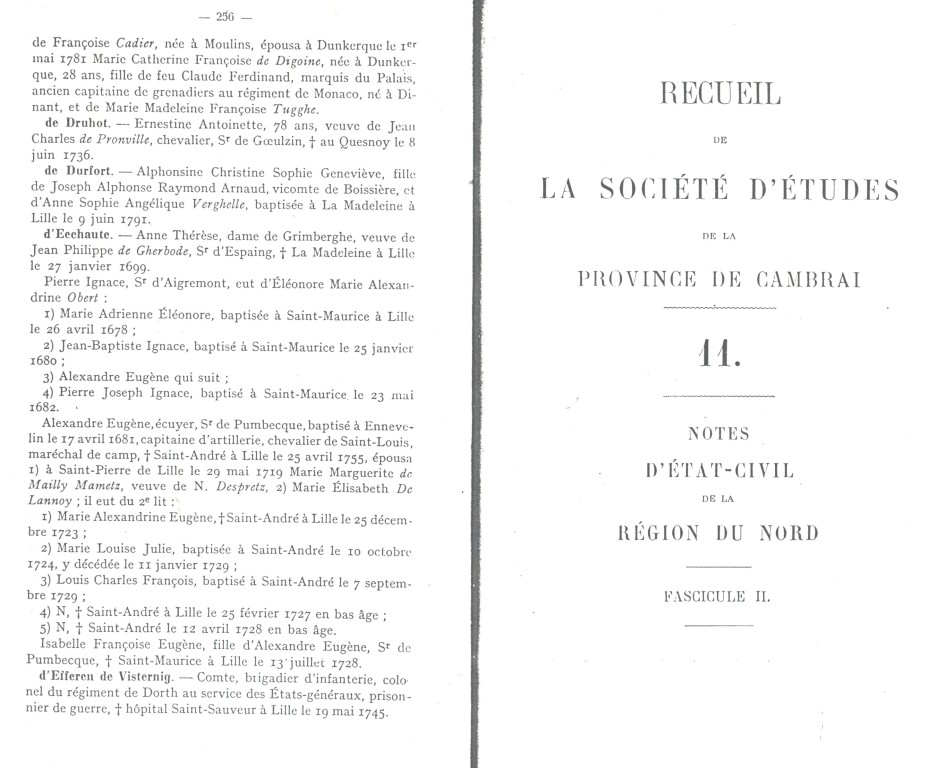 — 256 —
de Françoise Cadier, née à Moulins, épousa à Dunkerque le 1er
mai 1781 Marie Catherine Françoise de Digoine, née à Dunker-
que, 28 ans, fille de feu Claude Ferdinand, marquis du Palais,
ancien capitaine de grenadiers au régiment de Monaco, né à Di-
nant, et de Marie Madeleine Françoise Tugghe.
de Druhot. — Ernestine Antoinette, 78 ans, veuve de Jean
Charles de Pronville, chevalier, Sr de Gœulzin, † au Quesnoy le 8
juin 1736.
de Durfort. — Alphonsine Christine Sophie Geneviève, fille
de Joseph Alphonse Raymond Arnaud, vicomte de Boissière, et
d'Anne Sophie Angélique Verghelle, baptisée à La Madeleine à
Lille le 9 juin 1791.
d'Eechaute. — Anne Thérèse, dame de Grimberghe, veuve de
Jean Philippe de Gherbode, Sr d'Espaing, † La Madeleine à Lille
le 27 janvier 1699.
Pierre Ignace, Sr d'Aigremont, eut d'Éléonore Marie Alexan-
drine Obert :
1) Marie Adrienne Éléonore, baptisée à Saint-Maurice à Lille
le 26 avril 1678 ;
2) Jean-Baptiste Ignace, baptisé à Saint-Maurice le 25 janvier
1680 ;
3) Alexandre Eugène qui suit ;
4) Pierre Joseph Ignace, baptisé à Saint-Maurice le 23 mai
1682.
Alexandre Eugène, écuyer, Sr de Pumbecque, baptisé à Enneve-
lin le 17 avril 1681, capitaine d'artillerie, chevalier de Saint-Louis,
maréchal de camp, † Saint-André à Lille le 25 avril 1755, épousa
1) à Saint-Pierre de Lille le 29 mai 1719 Marie Marguerite de
Mailly Mametz, veuve de N. Despretz, 2) Marie Élisabeth De
Lannoy ; il eut du 2e lit :
1) Marie Alexandrine Eugène, † Saint-André à Lille le 25 décem-
bre 1723 ;
2) Marie Louise Julie, baptisée à Saint-André le 10 octobre
1724, y décédée le 11 janvier 1729 ;
3) Louis Charles François, baptisé à Saint-André le 7 septem-
bre 1729 ;
4) N, † Saint-André à Lille le 25 février 1727 en bas âge ;
5) N, † Saint-André le 12 avril 1728 en bas âge.
Isabelle Françoise Eugène, fille d'Alexandre Eugène, Sr de
Pumbecque, † Saint-Maurice à Lille le 13 juillet 1728.
d'Efferen de Visternig. — Comte, brigadier d'infanterie, colo-
nel du régiment de Dorth au service des États-généraux, prison-
nier de guerre, † hôpital Saint-Sauveur à Lille le 19 mai 1745.
RECUEIL
DE
LA SOCIÉTÉ D'ÉTUDES
DE LA
PROVINCE DE CAMBRAI
11.
NOTES
D'ÉTAT-CIVIL
DE LA
RÉGION DU NORD
FASCICULE II.